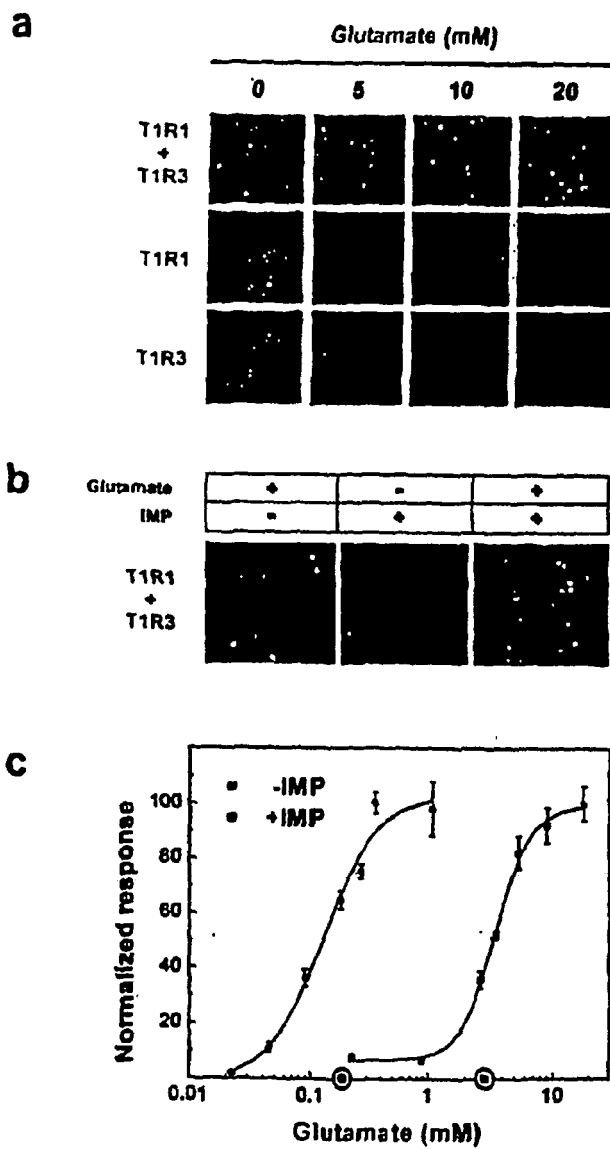 a
Glutamate (mM)
0 5 10 20
T1R1
+
T1R3
T1R1
T1R3
b
Glutamate + - +
IMP - + +
T1R1
+
T1R3
c
-IMP
+IMP
Normalized response
100
80
60
40
20
0.01 0.1 1 10
Glutamate (mM)